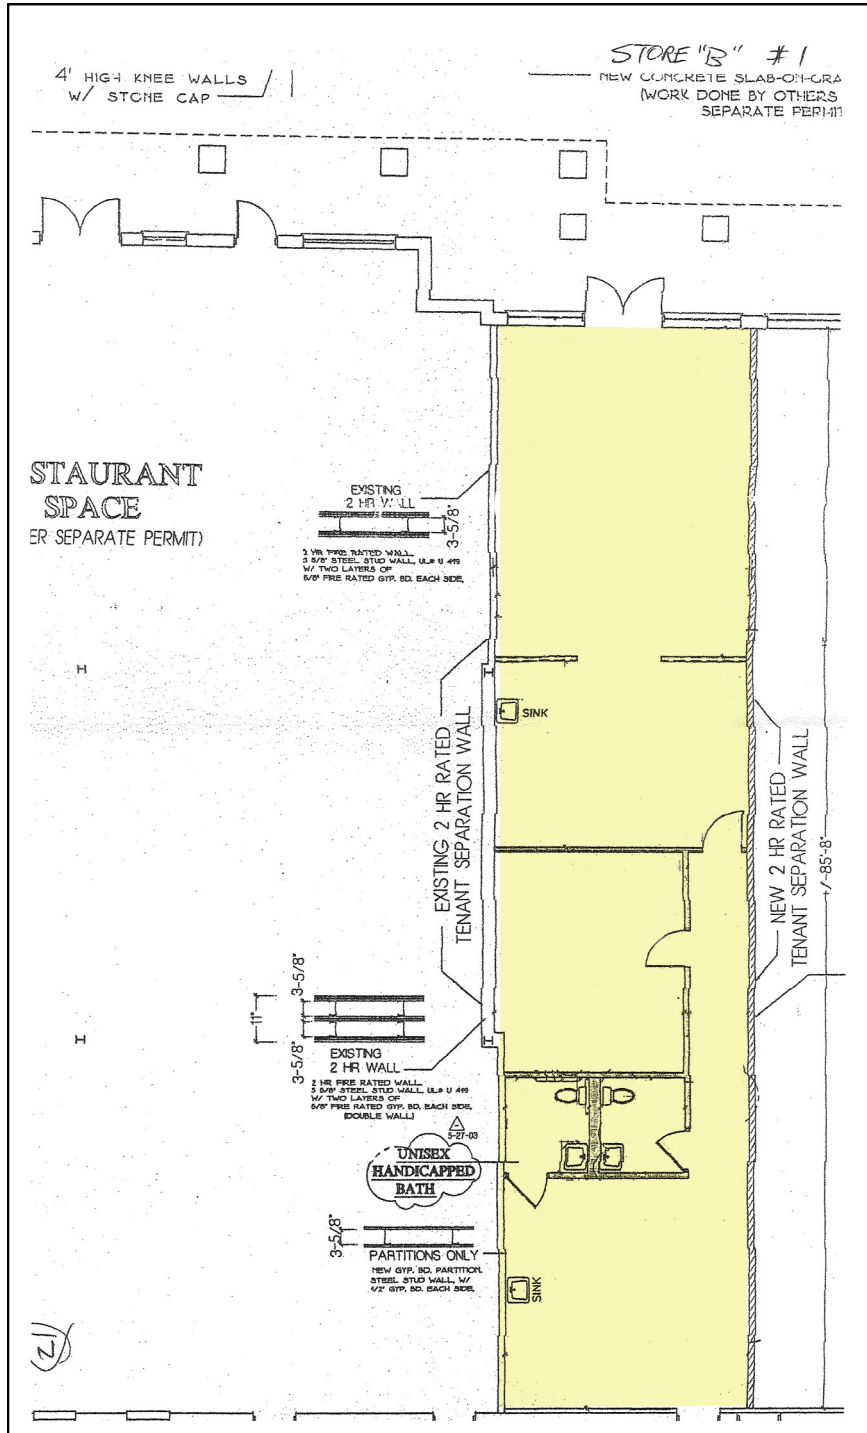 STORE "B" #1
4' HIGH KNEE WALLS
W/ STONE CAP
NEW CONCRETE SLAB-ON-GRA
(WORK DONE BY OTHERS
SEPARATE PERMIT
STAURANT
SPACE
ER SEPARATE PERMIT)
EXISTING
2 HR WALL
3-5/8"
2 HR FIRE RATED WALL
3 5/8" STEEL STUD WALL, UL# U 419
W/ TWO LAYERS OF
5/8" FIRE RATED GYP. BD. EACH SIDE,
H
H
SINK
EXISTING 2 HR RATED
TENANT SEPARATION WALL
NEW 2 HR RATED
TENANT SEPARATION WALL
+/-85'-8"
3-5/8"
11"
3-5/8"
H
H
EXISTING
2 HR WALL
2 HR FIRE RATED WALL
3 5/8" STEEL STUD WALL, UL# U 419
W/ TWO LAYERS OF
5/8" FIRE RATED GYP. BD. EACH SIDE,
(DOUBLE WALL)
5-27-03
UNISEX
HANDICAPPED
BATH
3-5/8"
PARTITIONS ONLY
NEW GYP. BD. PARTITION.
STEEL STUD WALL, W/
1/2" GYP. BD. EACH SIDE,
SINK